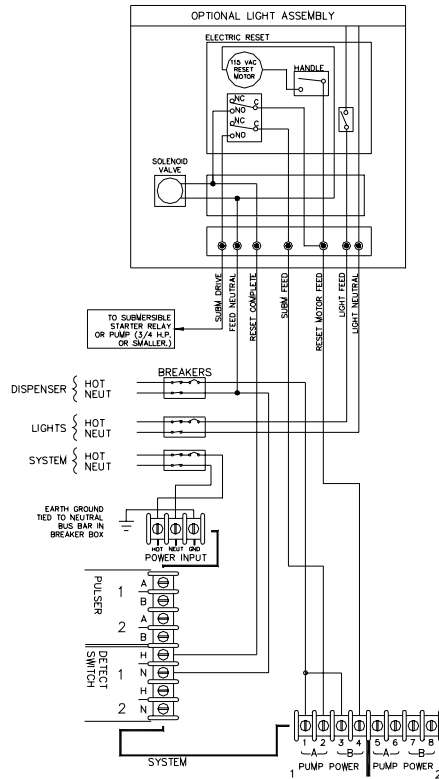 OPTIONAL LIGHT ASSEMBLY
ELECTRIC RESET
115 VAC
RESET
MOTOR
HANDLE
NC
C
NO
NC
C
NO
SOLENOID
VALVE
SUBM DRIVE
FEED NEUTRAL
RESET COMPLETE
SUBM FEED
RESET MOTOR FEED
LIGHT FEED
LIGHT NEUTRAL
TO SUBMERSIBLE
STARTER RELAY
OR PUMP (3/4 H.P.
OR SMALLER.)
BREAKERS
DISPENSER { HOT
NEUT
LIGHTS { HOT
NEUT
SYSTEM { HOT
NEUT
EARTH GROUND
TIED TO NEUTRAL
BUS BAR IN
BREAKER BOX
HOT NEUT GND
POWER INPUT
PULSER
1 A
B
2 A
B
DETECT
SWITCH
1 H
N
2 H
N
SYSTEM
1 2 3 4 5 6 7 8
A B A B
1 PUMP POWER PUMP POWER 2